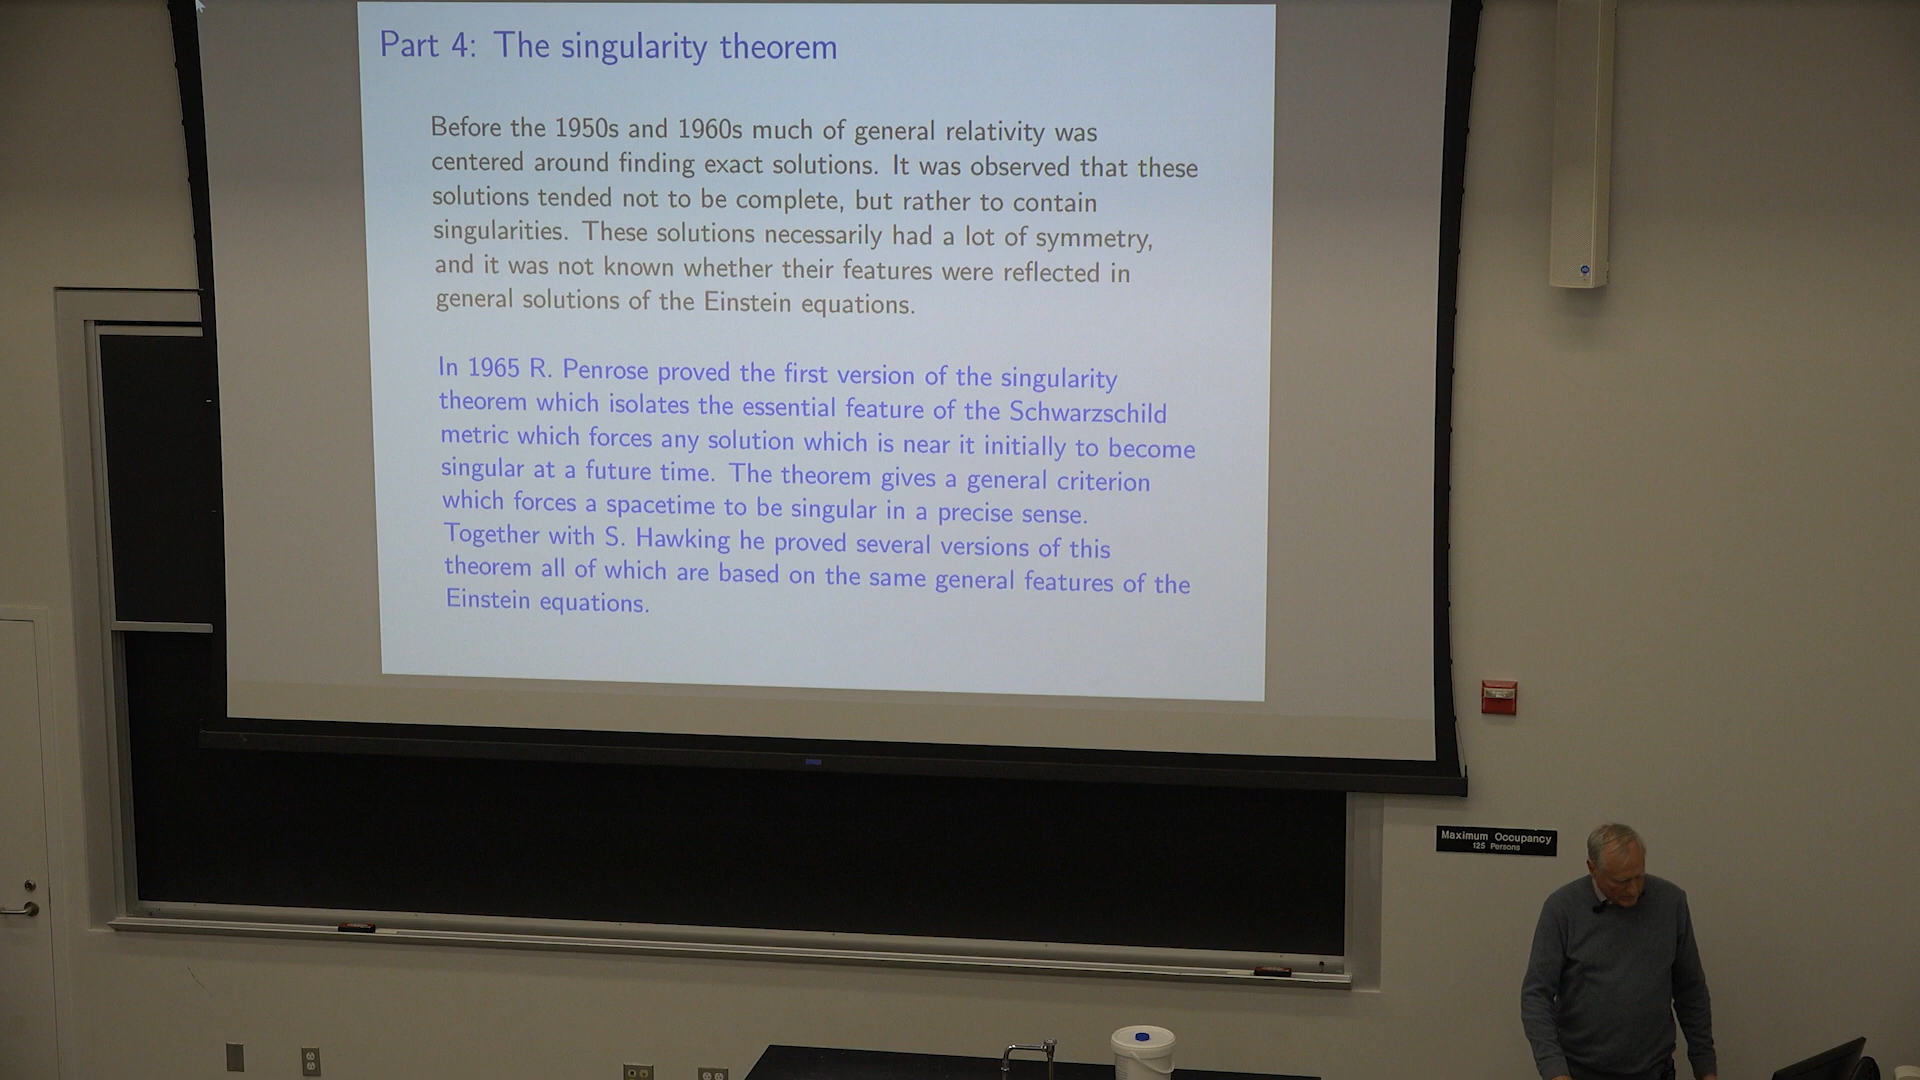 Part 4: The singularity theorem
Before the 1950s and 1960s much of general relativity was
centered around finding exact solutions. It was observed that these
solutions tended not to be complete, but rather to contain
singularities. These solutions necessarily had a lot of symmetry,
and it was not known whether their features were reflected in
general solutions of the Einstein equations.
In 1965 R. Penrose proved the first version of the singularity
theorem which isolates the essential feature of the Schwarzschild
metric which forces any solution which is near it initially to become
singular at a future time. The theorem gives a general criterion
which forces a spacetime to be singular in a precise sense.
Together with S. Hawking he proved several versions of this
theorem all of which are based on the same general features of the
Einstein equations.
Maximum Occupancy
125 Persons